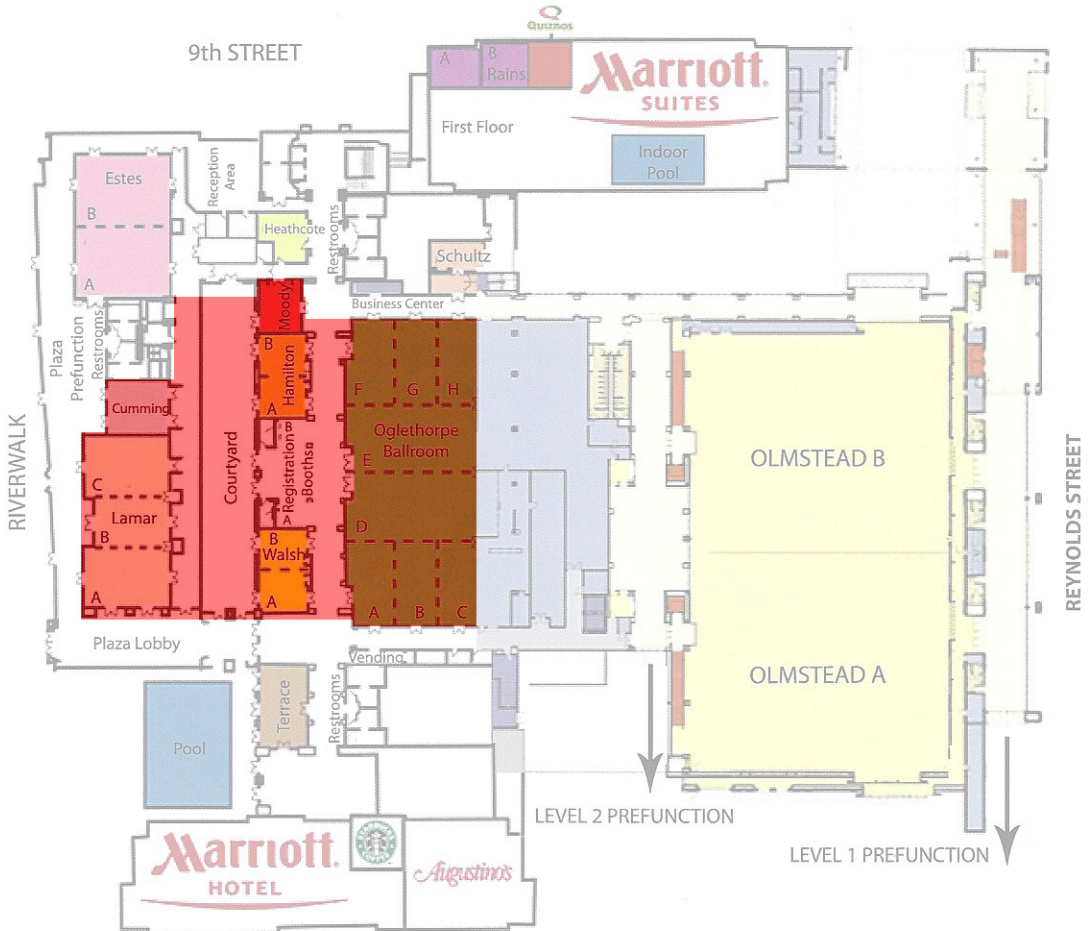 Quiznos
9th STREET
A
B
Rains
Marriott
SUITES
First Floor
Indoor
Pool
Estes
B
A
Reception
Area
Heathcote
Restrooms
Schultz
Business Center
Moody
Plaza
Prefunction
Restrooms
B
Hamilton
A
F
G
H
Cumming
Oglethorpe
Ballroom
E
Courtyard
B
Registration
Booths
A
RIVERWALK
C
Lamar
B
A
D
OLMSTEAD B
REYNOLDS STREET
B
Walsh
A
A
B
C
Plaza Lobby
Vending
Terrace
Restrooms
OLMSTEAD A
Pool
LEVEL 2 PREFUNCTION
LEVEL 1 PREFUNCTION
Marriott
HOTEL
Augustino's